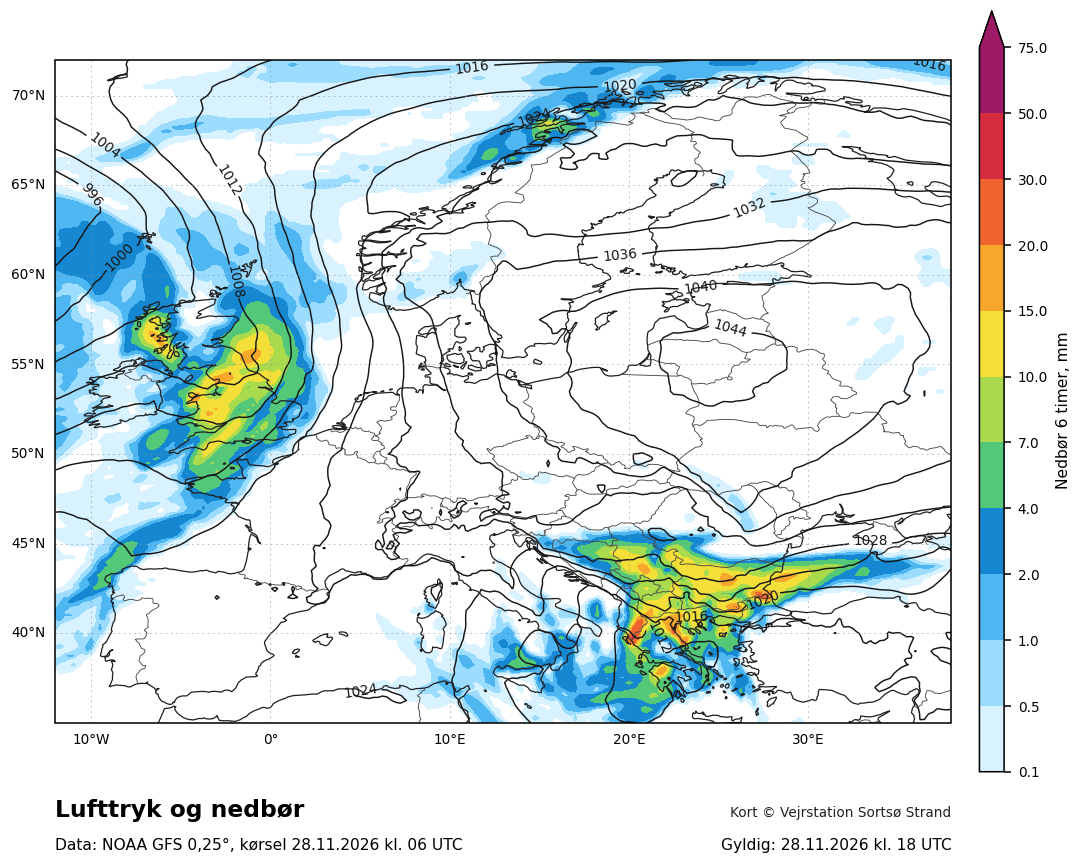 75.0
50.0
30.0
20.0
15.0
10.0
7.0
4.0
2.0
1.0
0.5
0.1
Nedbør 6 timer, mm
70°N
65°N
60°N
55°N
50°N
45°N
40°N
10°W
0°
10°E
20°E
30°E
1016
1016
1020
1024
1004
1012
996
1032
1000
1036
1008
1040
1044
1028
1020
1016
1024
Lufttryk og nedbør
Kort © Vejrstation Sortsø Strand
Data: NOAA GFS 0,25°, kørsel 28.11.2026 kl. 06 UTC
Gyldig: 28.11.2026 kl. 18 UTC